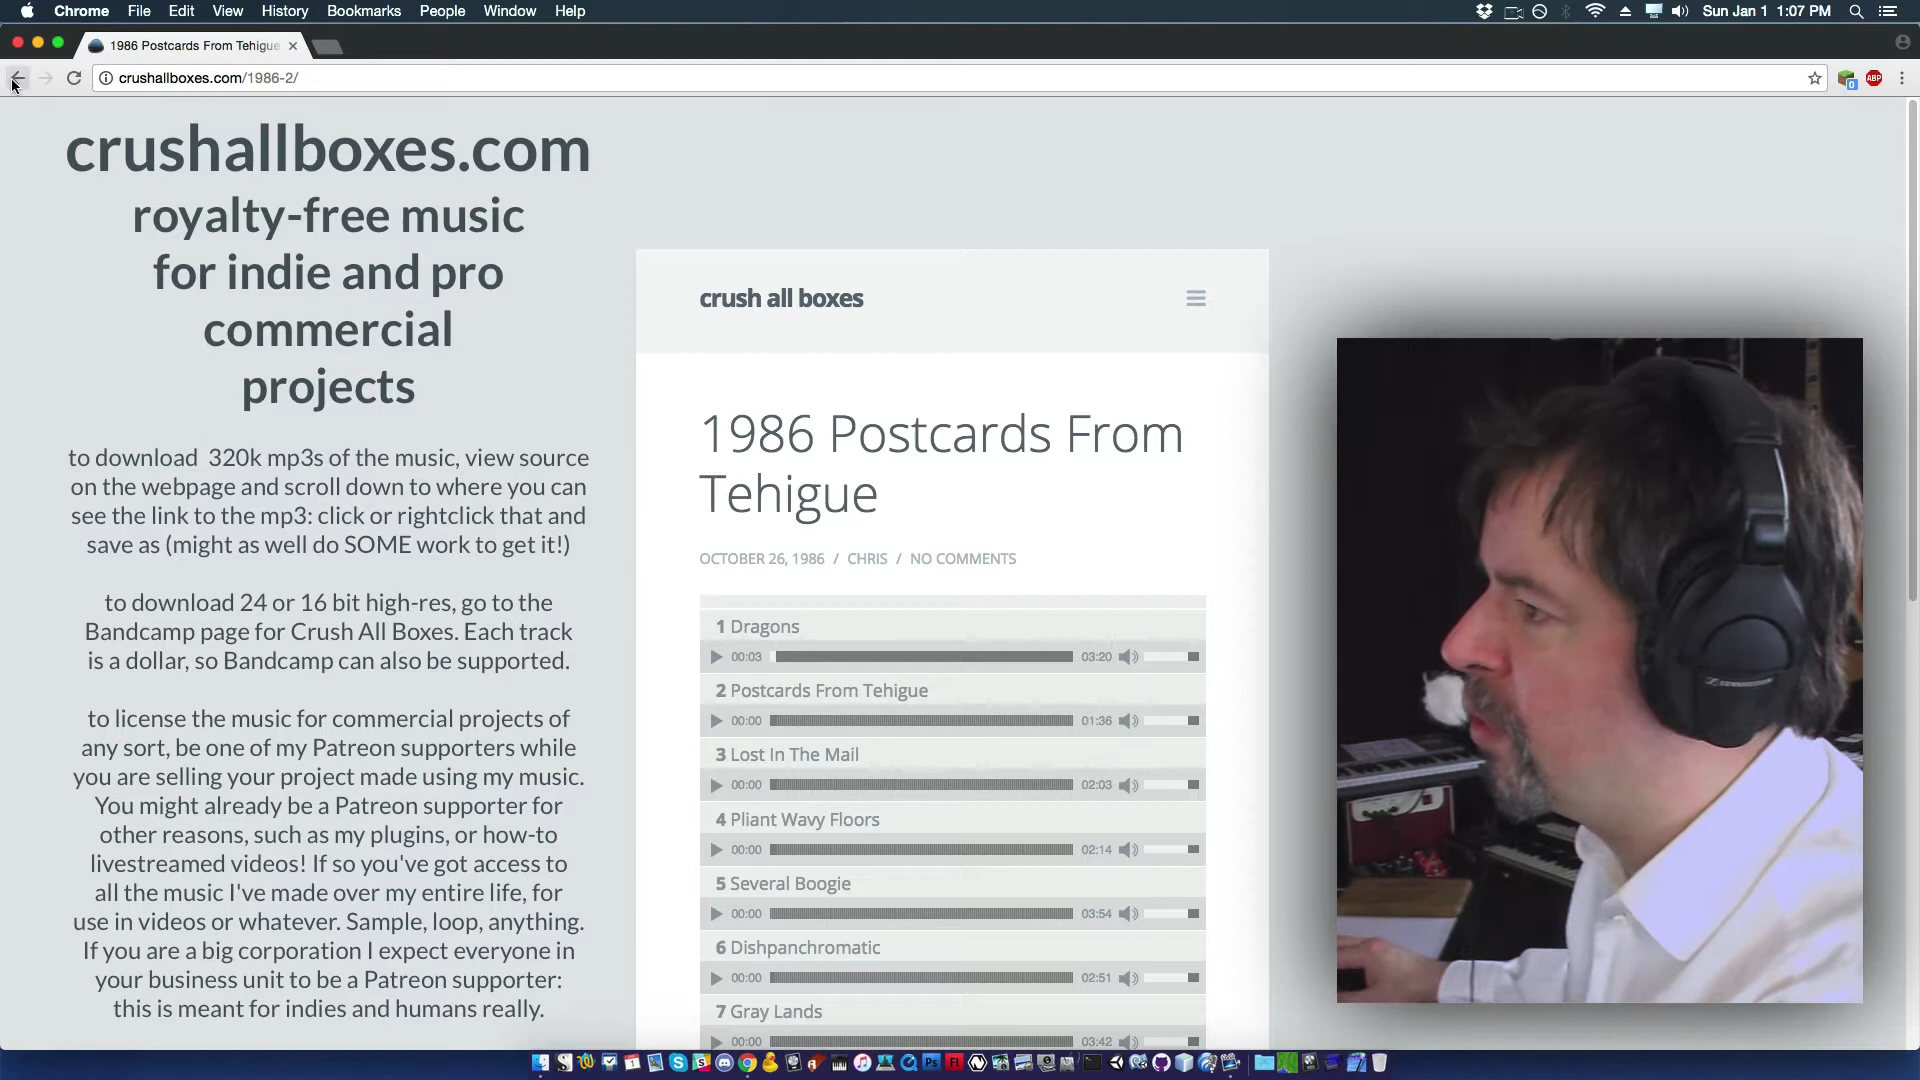 Chrome File Edit View History Bookmarks People Window Help Sun Jan 1 1:07 PM
1986 Postcards From Tehigue
crushallboxes.com/1986-2/
0
ABP
crushallboxes.com
royalty-free music
for indie and pro
commercial
projects
to download 320k mp3s of the music, view source
on the webpage and scroll down to where you can
see the link to the mp3: click or rightclick that and
save as (might as well do SOME work to get it!)
to download 24 or 16 bit high-res, go to the
Bandcamp page for Crush All Boxes. Each track
is a dollar, so Bandcamp can also be supported.
to license the music for commercial projects of
any sort, be one of my Patreon supporters while
you are selling your project made using my music.
You might already be a Patreon supporter for
other reasons, such as my plugins, or how-to
livestreamed videos! If so you've got access to
all the music I've made over my entire life, for
use in videos or whatever. Sample, loop, anything.
If you are a big corporation I expect everyone in
your business unit to be a Patreon supporter:
this is meant for indies and humans really.
crush all boxes
1986 Postcards From
Tehigue
OCTOBER 26, 1986 / CHRIS / NO COMMENTS
1 Dragons
00:03 03:20
2 Postcards From Tehigue
00:00 01:36
3 Lost In The Mail
00:00 02:03
4 Pliant Wavy Floors
00:00 02:14
5 Several Boogie
00:00 03:54
6 Dishpanchromatic
00:00 02:51
7 Gray Lands
00:00 03:42
SENNHEISER